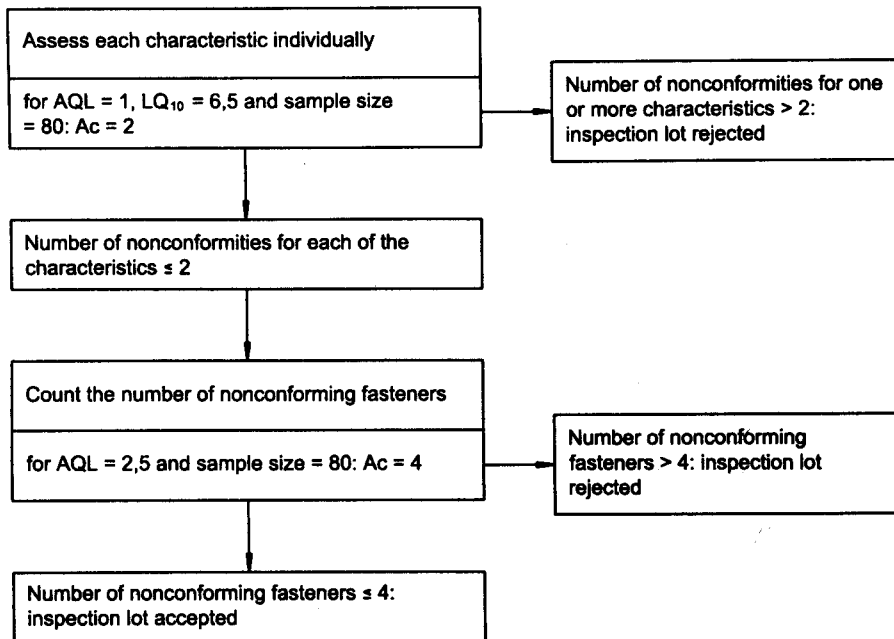 Assess each characteristic individually
for AQL = 1, LQ₁₀ = 6,5 and sample size
= 80: Ac = 2
Number of nonconformities for one
or more characteristics > 2:
inspection lot rejected
Number of nonconformities for each of the
characteristics ≤ 2
Count the number of nonconforming fasteners
for AQL = 2,5 and sample size = 80: Ac = 4
Number of nonconforming
fasteners > 4: inspection lot
rejected
Number of nonconforming fasteners ≤ 4:
inspection lot accepted